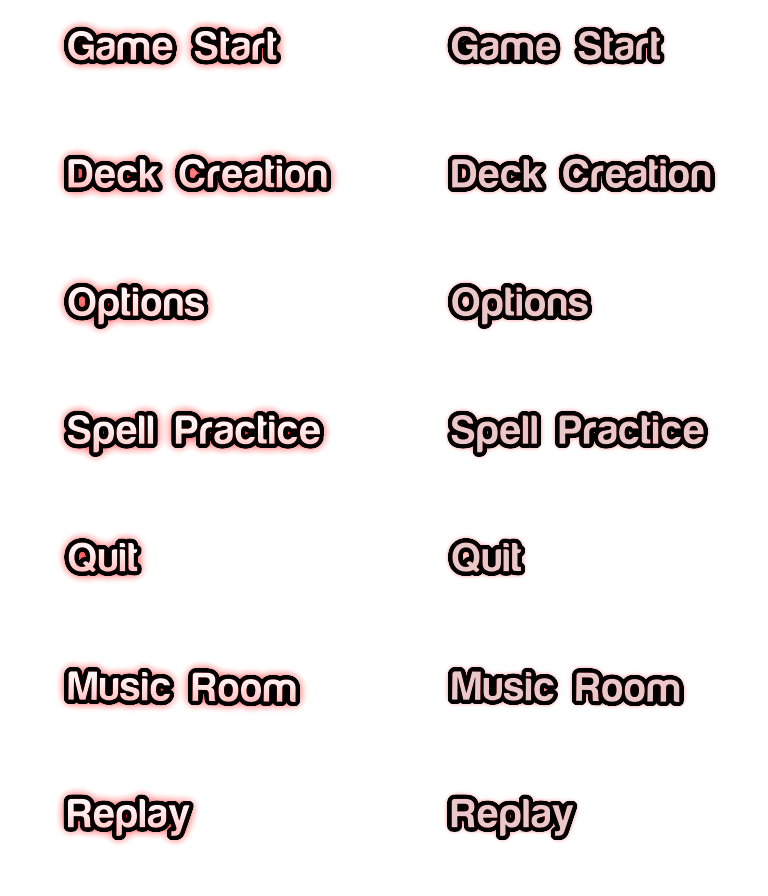 Game Start Game Start
Deck Creation Deck Creation
Options Options
Spell Practice Spell Practice
Quit Quit
Music Room Music Room
Replay Replay